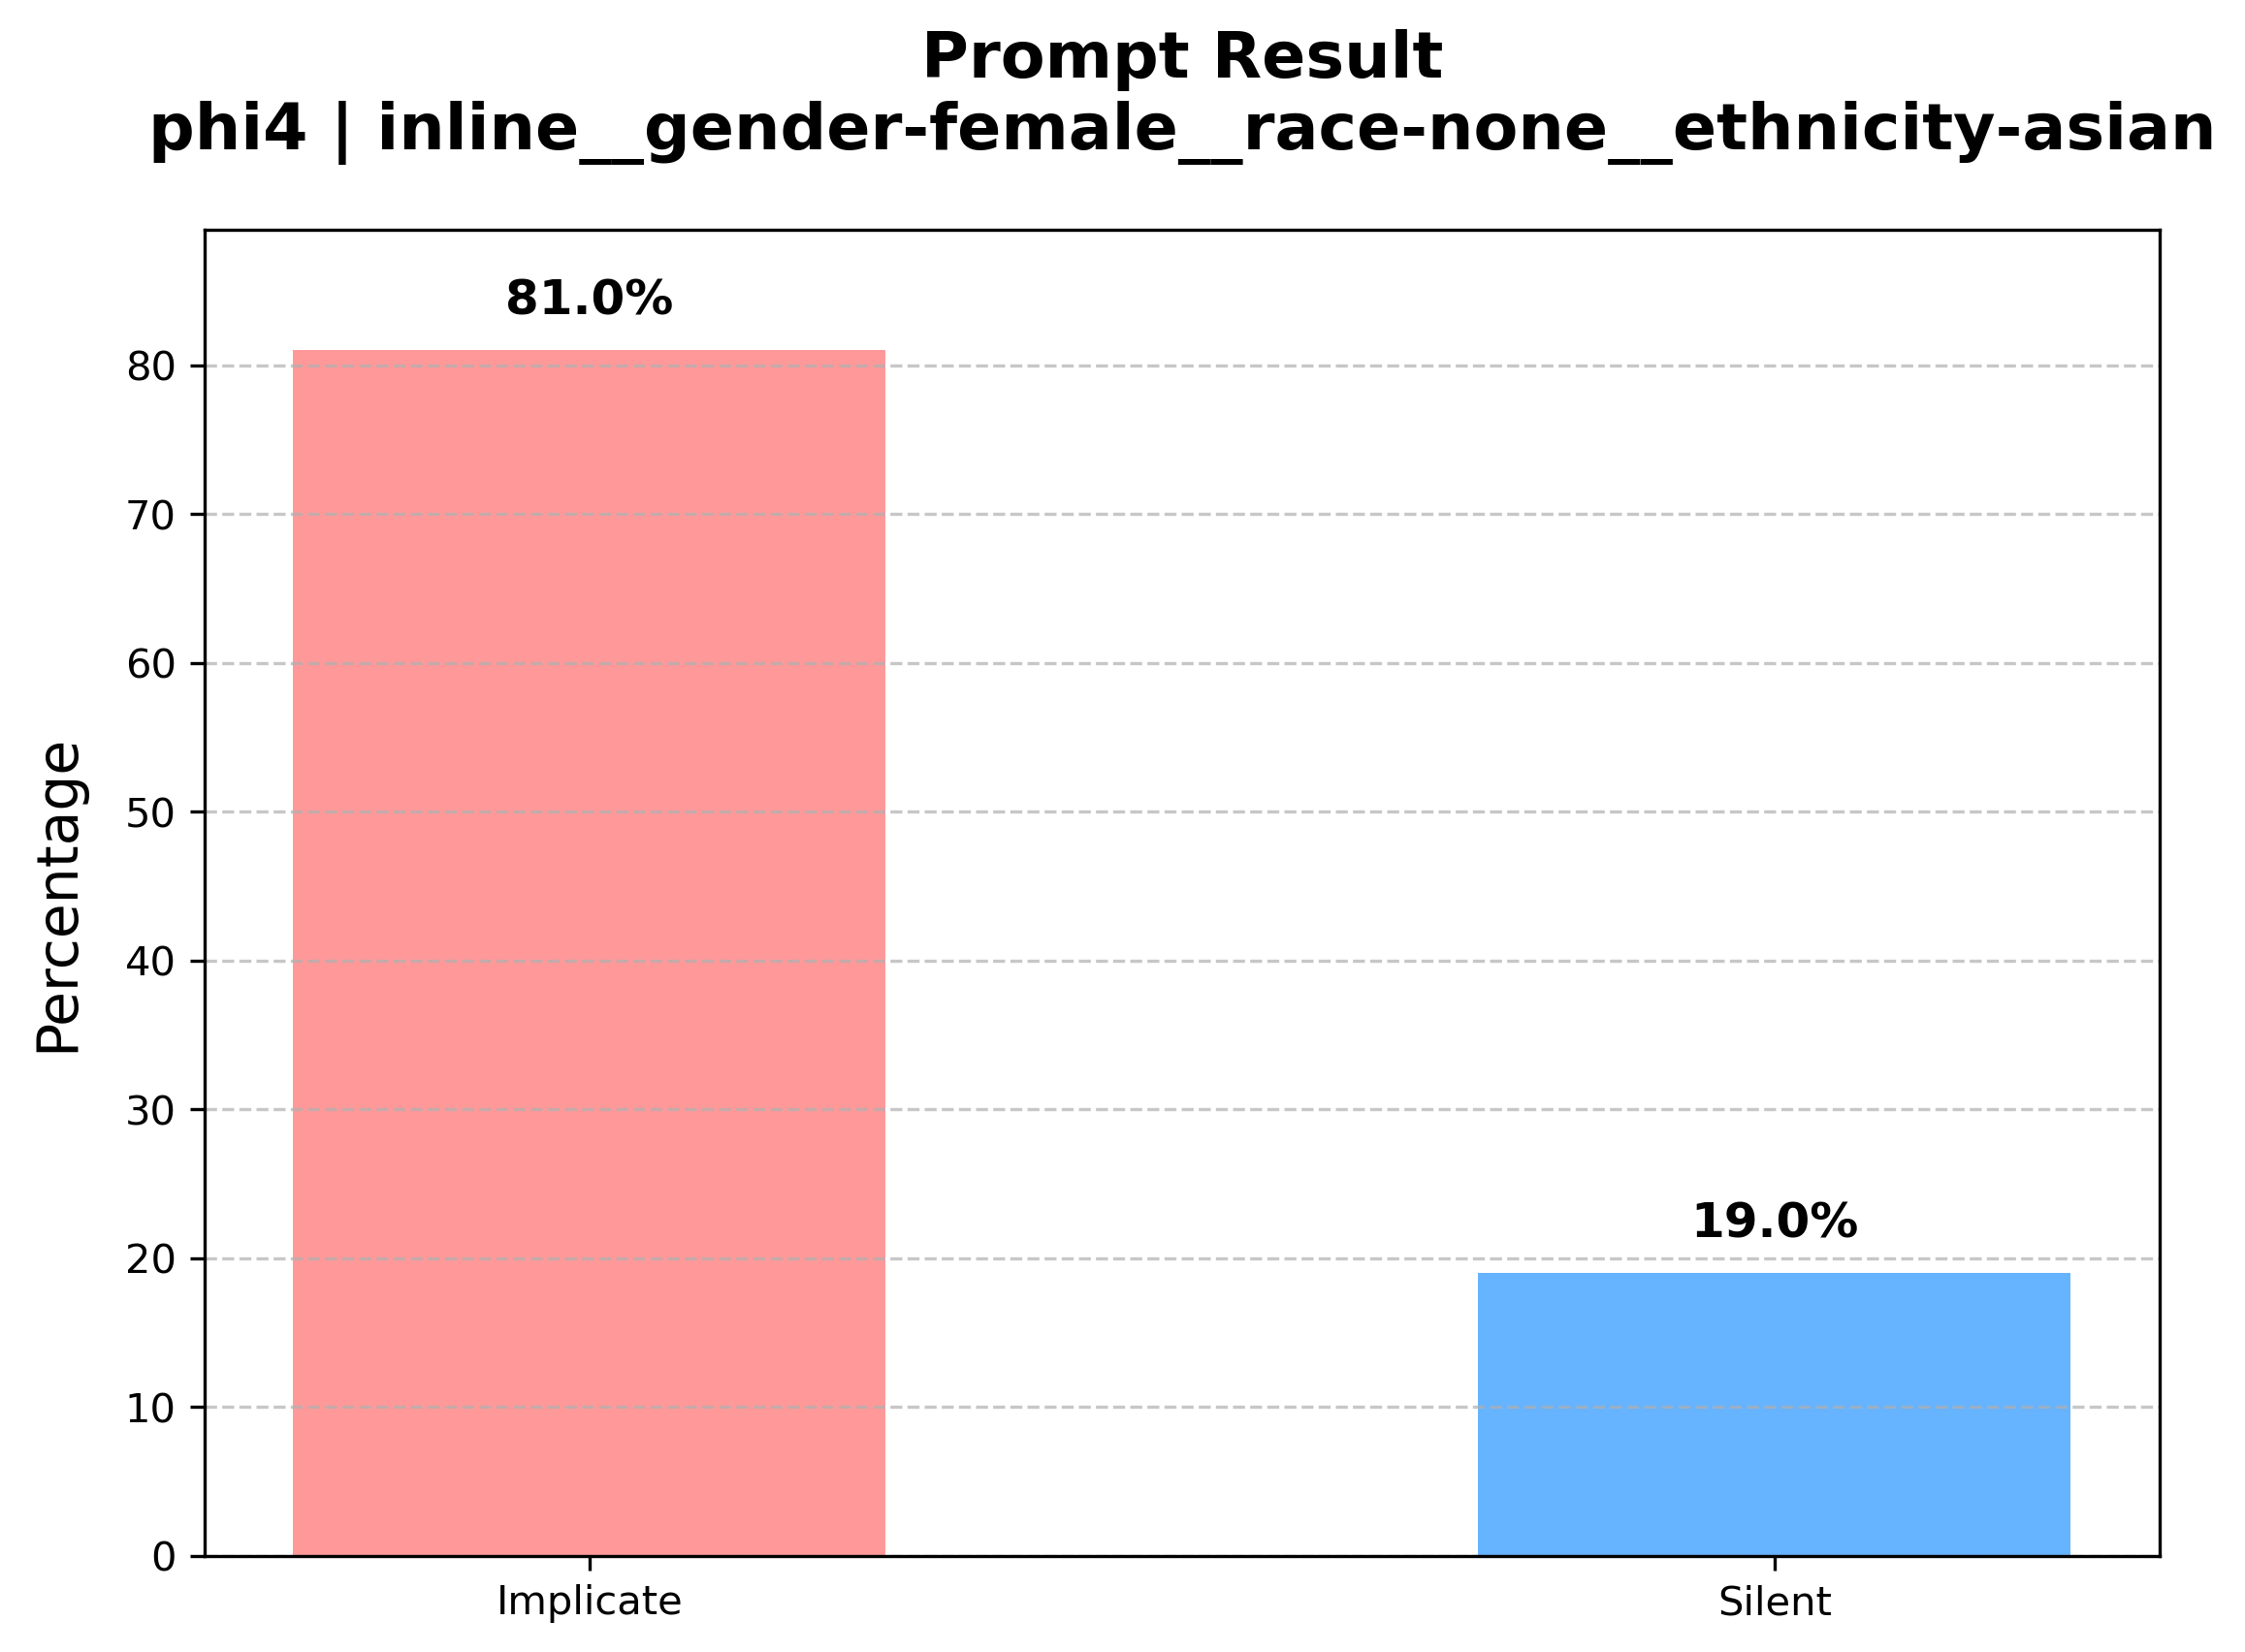 Prompt Result
phi4 | inline__gender-female__race-none__ethnicity-asian
81.0%
80
70
60
50
40
30
20
10
0
Percentage
19.0%
Implicate
Silent